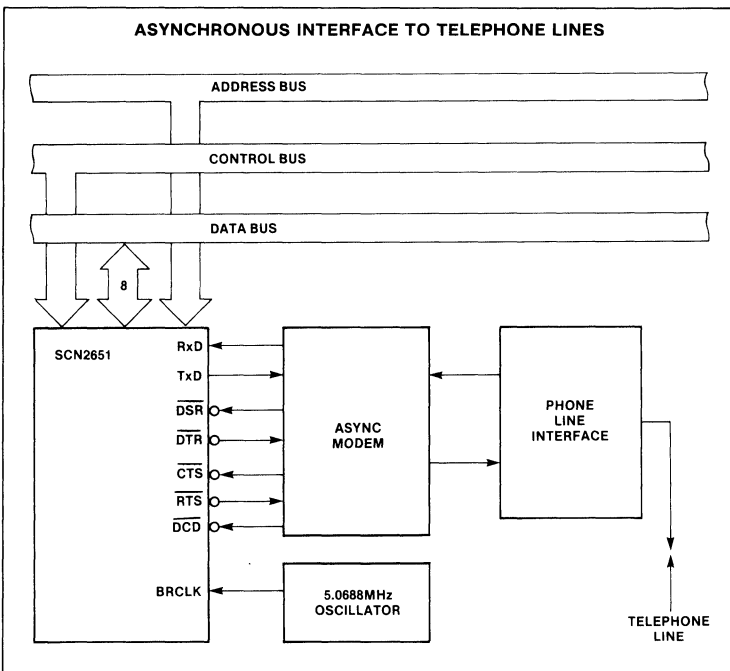 ASYNCHRONOUS INTERFACE TO TELEPHONE LINES
ADDRESS BUS
CONTROL BUS
DATA BUS
8
SCN2651
RxD
TxD
DSR
DTR
CTS
RTS
DCD
BRCLK
ASYNC
MODEM
PHONE
LINE
INTERFACE
5.0688MHz
OSCILLATOR
TELEPHONE
LINE